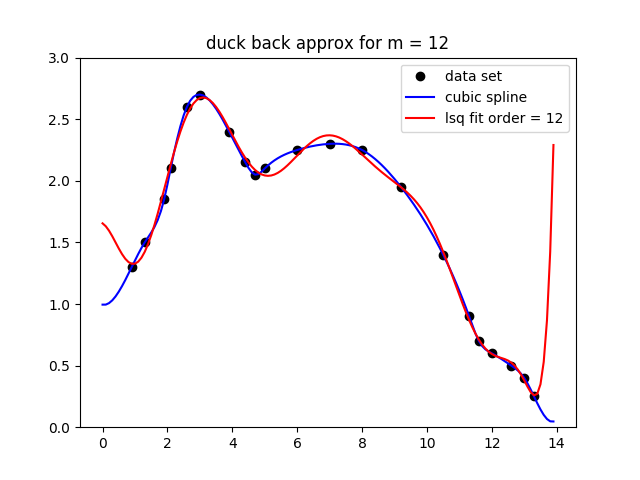 duck back approx for m = 12
data set
cubic spline
lsq fit order = 12
3.0
2.5
2.0
1.5
1.0
0.5
0.0
0 2 4 6 8 10 12 14